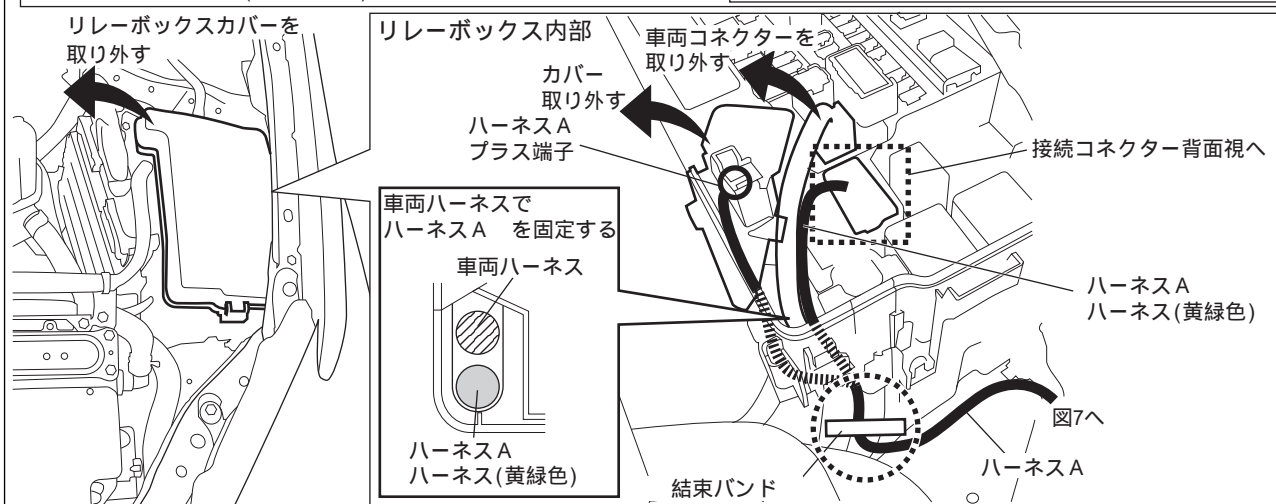 リレーボックスカバーを
取り外す
リレーボックス内部
車両コネクターを
取り外す
カバー
取り外す
ハーネスA
プラス端子
接続コネクター背面視へ
車両ハーネスで
ハーネスA を固定する
車両ハーネス
ハーネスA
ハーネス(黄緑色)
ハーネスA
ハーネス(黄緑色)
図7へ
ハーネスA
結束バンド